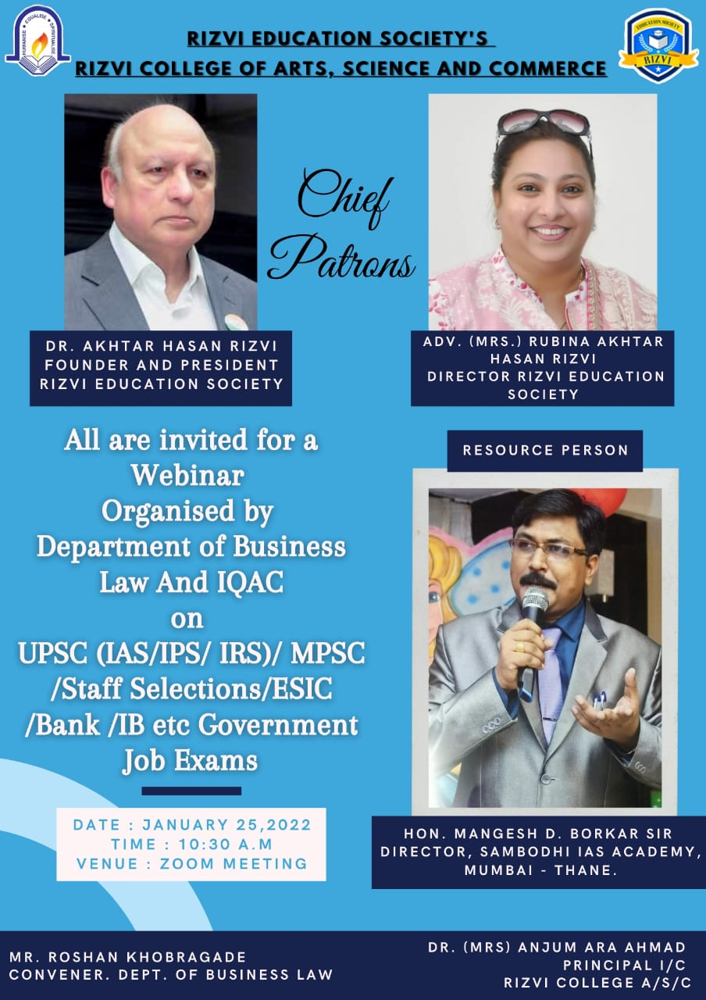 HUMANISE • EQUALISE • SPIRITUALISE
EDUCATION SOCIETY
RIZVI
RIZVI EDUCATION SOCIETY'S
RIZVI COLLEGE OF ARTS, SCIENCE AND COMMERCE
Chief
Patrons
DR. AKHTAR HASAN RIZVI
FOUNDER AND PRESIDENT
RIZVI EDUCATION SOCIETY
ADV. (MRS.) RUBINA AKHTAR
HASAN RIZVI
DIRECTOR RIZVI EDUCATION
SOCIETY
All are invited for a
Webinar
Organised by
Department of Business
Law And IQAC
on
UPSC (IAS/IPS/ IRS)/ MPSC
/Staff Selections/ESIC
/Bank /IB etc Government
Job Exams
DATE : JANUARY 25,2022
TIME : 10:30 A.M
VENUE : ZOOM MEETING
RESOURCE PERSON
HON. MANGESH D. BORKAR SIR
DIRECTOR, SAMBODHI IAS ACADEMY,
MUMBAI - THANE.
MR. ROSHAN KHOBRAGADE
CONVENER. DEPT. OF BUSINESS LAW
DR. (MRS) ANJUM ARA AHMAD
PRINCIPAL I/C
RIZVI COLLEGE A/S/C